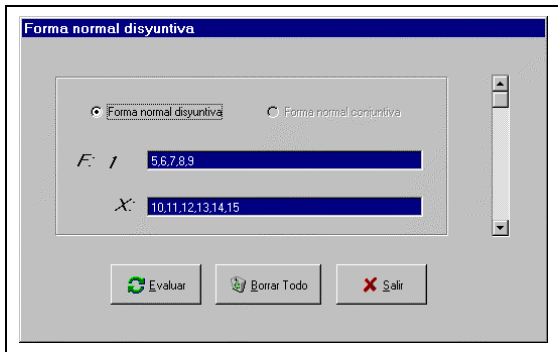 Forma normal disyuntiva
Forma normal disyuntiva Forma normal conjuntiva
F: 1 5,6,7,8,9
X: 10,11,12,13,14,15
Evaluar Borrar Todo Salir